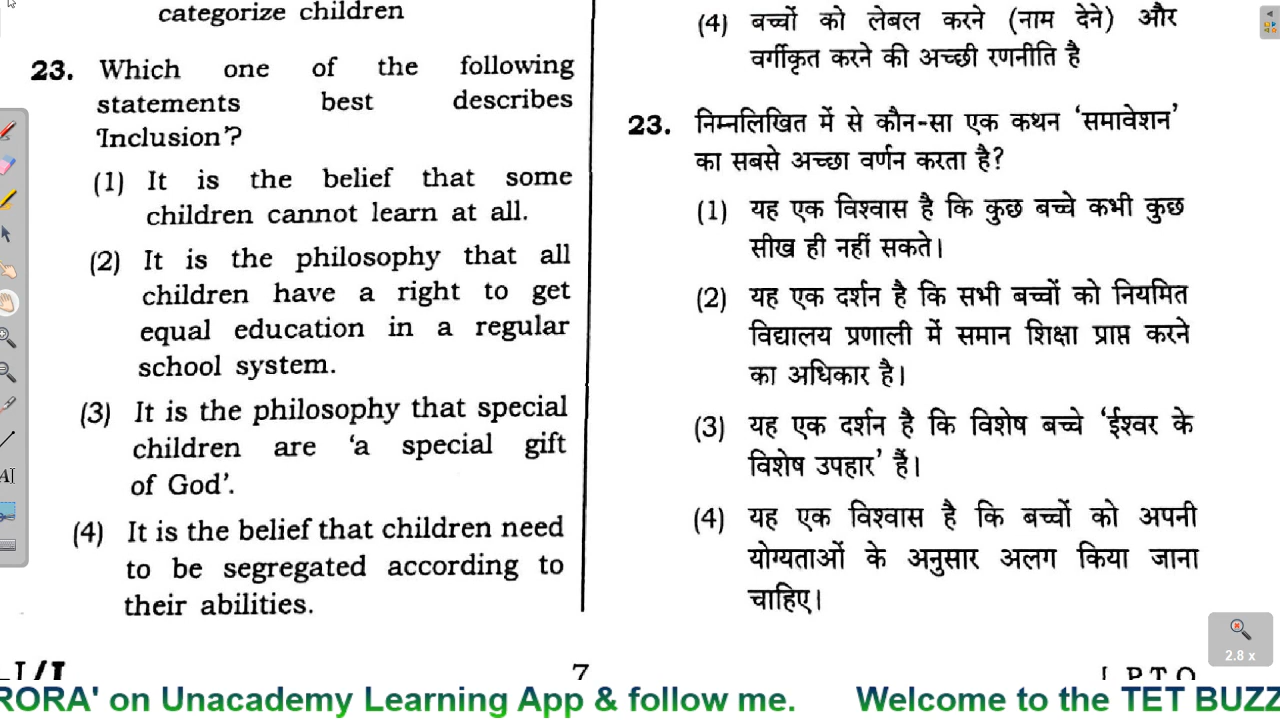 categorize children
23. Which one of the following
statements best describes
'Inclusion'?
(1) It is the belief that some
children cannot learn at all.
(2) It is the philosophy that all
children have a right to get
equal education in a regular
school system.
(3) It is the philosophy that special
children are 'a special gift
of God'.
(4) It is the belief that children need
to be segregated according to
their abilities.
(4) बच्चों को लेबल करने (नाम देने) और
वर्गीकृत करने की अच्छी रणनीति है
23. निम्नलिखित में से कौन-सा एक कथन 'समावेशन'
का सबसे अच्छा वर्णन करता है?
(1) यह एक विश्वास है कि कुछ बच्चे कभी कुछ
सीख ही नहीं सकते।
(2) यह एक दर्शन है कि सभी बच्चों को नियमित
विद्यालय प्रणाली में समान शिक्षा प्राप्त करने
का अधिकार है।
(3) यह एक दर्शन है कि विशेष बच्चे 'ईश्वर के
विशेष उपहार' हैं।
(4) यह एक विश्वास है कि बच्चों को अपनी
योग्यताओं के अनुसार अलग किया जाना
चाहिए।
2.8 x
I/I 7 [ P.T.O
RORA' on Unacademy Learning App & follow me. Welcome to the TET BUZZ